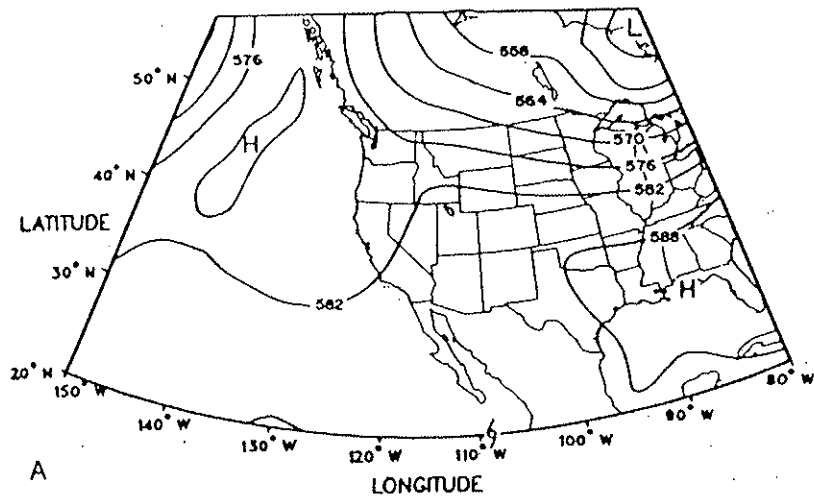 L
576
556
50° N
564
H
570
576
40° N
582
LATITUDE
588
30° N
H
582
20° N
150° W
80° W
140° W
90° W
130° W
100° W
120° W
110° W
A
LONGITUDE